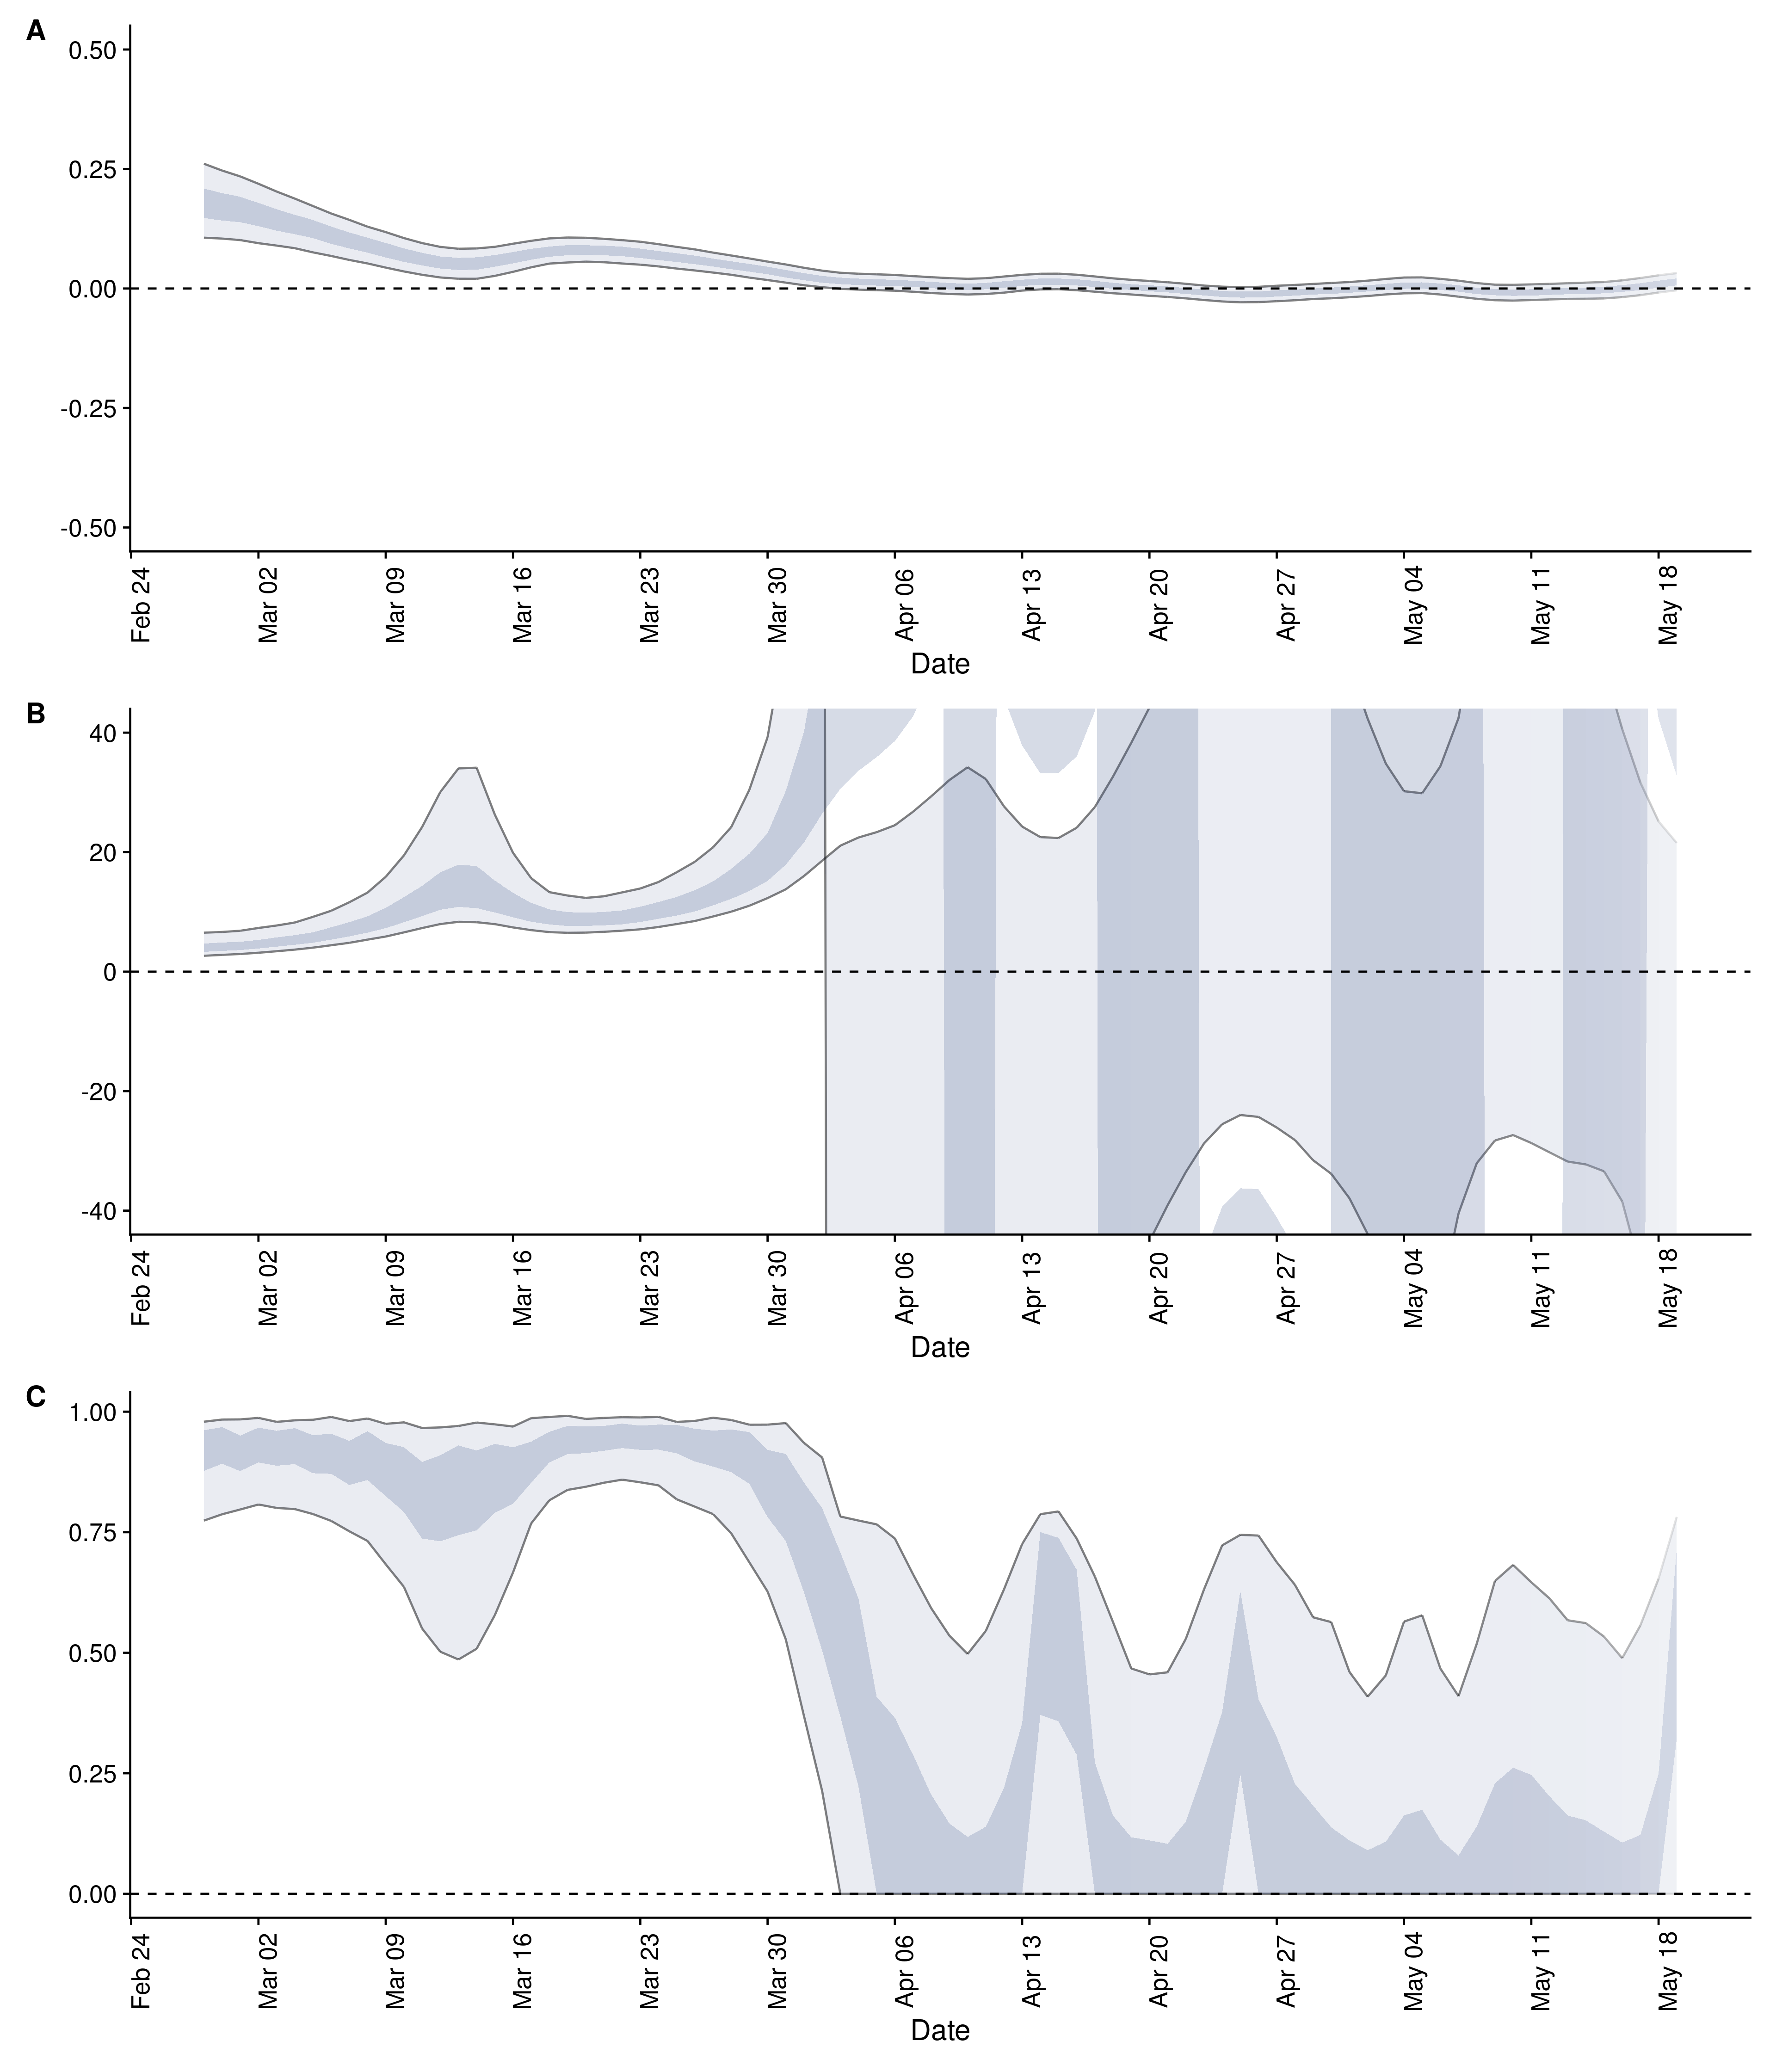 A
0.50
0.25
0.00
-0.25
-0.50
Feb 24
Mar 02
Mar 09
Mar 16
Mar 23
Mar 30
Apr 06
Apr 13
Apr 20
Apr 27
May 04
May 11
May 18
Date
B
40
20
0
-20
-40
Feb 24
Mar 02
Mar 09
Mar 16
Mar 23
Mar 30
Apr 06
Apr 13
Apr 20
Apr 27
May 04
May 11
May 18
Date
C
1.00
0.75
0.50
0.25
0.00
Feb 24
Mar 02
Mar 09
Mar 16
Mar 23
Mar 30
Apr 06
Apr 13
Apr 20
Apr 27
May 04
May 11
May 18
Date